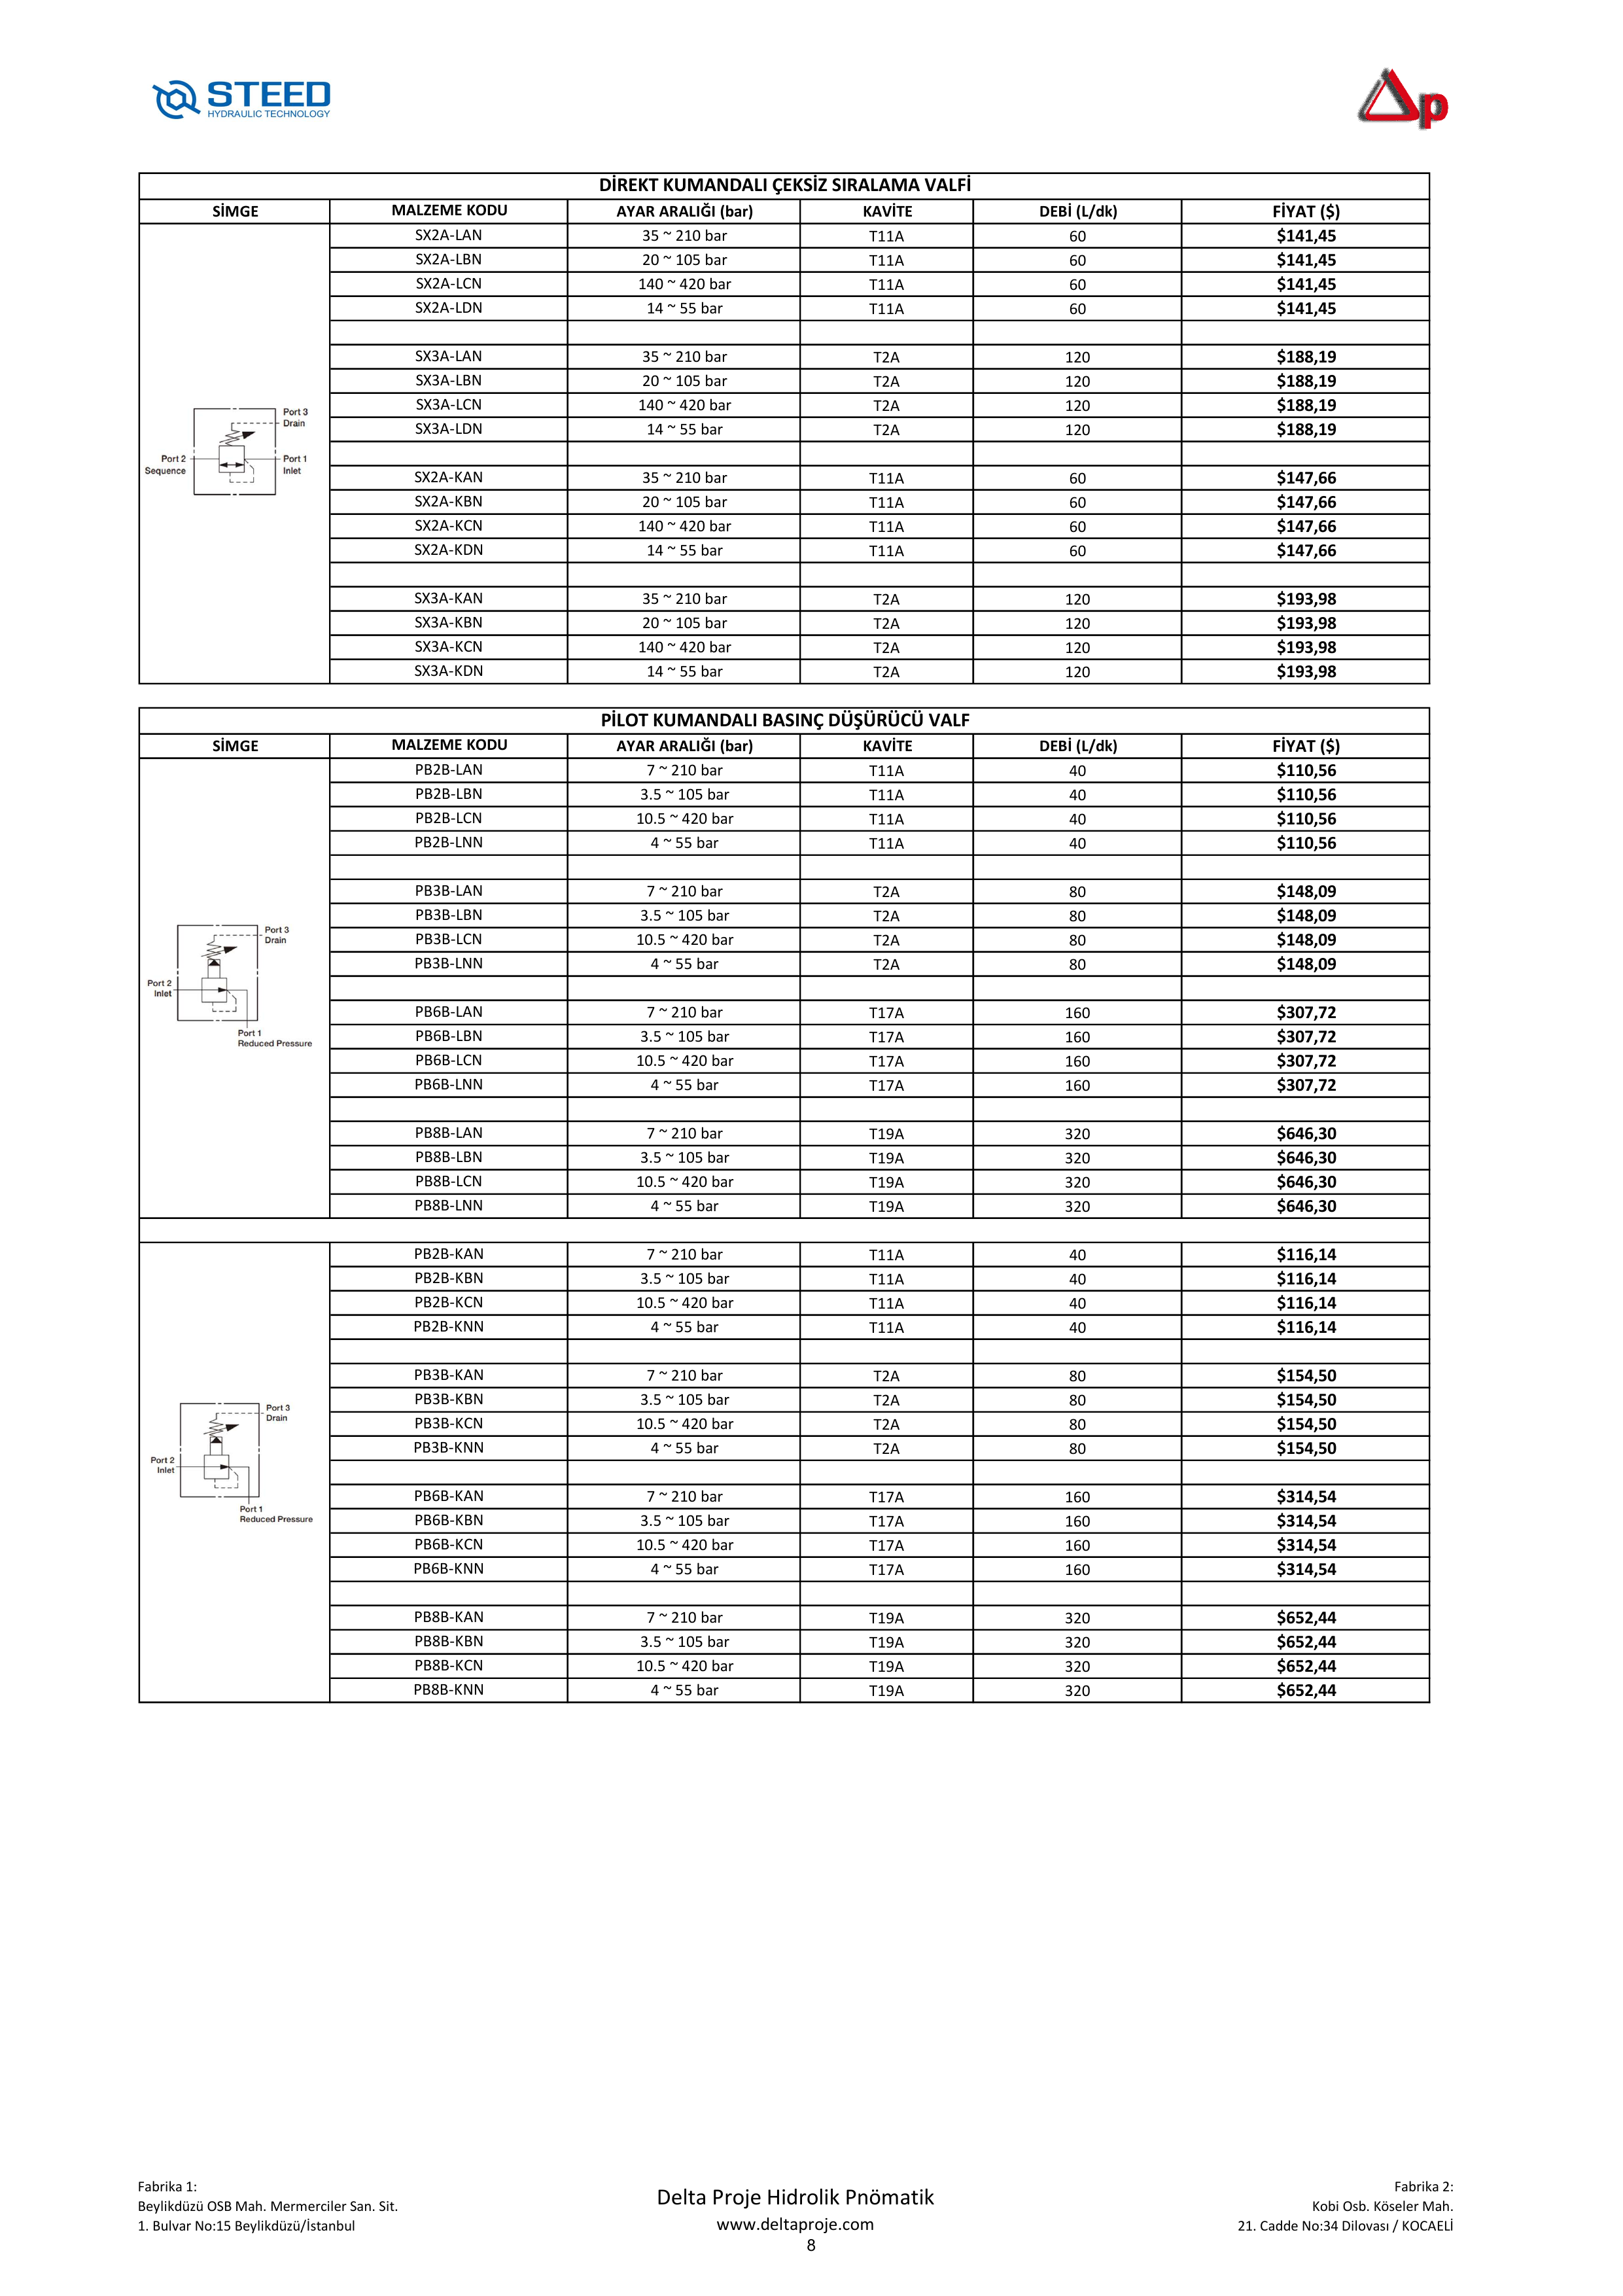 STEED
HYDRAULIC TECHNOLOGY
Δp
DİREKT KUMANDALI ÇEKSİZ SIRALAMA VALFİ
SİMGE MALZEME KODU AYAR ARALIĞI (bar) KAVİTE DEBİ (L/dk) FİYAT ($)
SX2A-LAN 35 ~ 210 bar T11A 60 $141,45
SX2A-LBN 20 ~ 105 bar T11A 60 $141,45
SX2A-LCN 140 ~ 420 bar T11A 60 $141,45
SX2A-LDN 14 ~ 55 bar T11A 60 $141,45
SX3A-LAN 35 ~ 210 bar T2A 120 $188,19
SX3A-LBN 20 ~ 105 bar T2A 120 $188,19
SX3A-LCN 140 ~ 420 bar T2A 120 $188,19
SX3A-LDN 14 ~ 55 bar T2A 120 $188,19
Port 3
Drain
Port 2
Sequence
Port 1
Inlet
SX2A-KAN 35 ~ 210 bar T11A 60 $147,66
SX2A-KBN 20 ~ 105 bar T11A 60 $147,66
SX2A-KCN 140 ~ 420 bar T11A 60 $147,66
SX2A-KDN 14 ~ 55 bar T11A 60 $147,66
SX3A-KAN 35 ~ 210 bar T2A 120 $193,98
SX3A-KBN 20 ~ 105 bar T2A 120 $193,98
SX3A-KCN 140 ~ 420 bar T2A 120 $193,98
SX3A-KDN 14 ~ 55 bar T2A 120 $193,98
PİLOT KUMANDALI BASINÇ DÜŞÜRÜCÜ VALF
SİMGE MALZEME KODU AYAR ARALIĞI (bar) KAVİTE DEBİ (L/dk) FİYAT ($)
PB2B-LAN 7 ~ 210 bar T11A 40 $110,56
PB2B-LBN 3.5 ~ 105 bar T11A 40 $110,56
PB2B-LCN 10.5 ~ 420 bar T11A 40 $110,56
PB2B-LNN 4 ~ 55 bar T11A 40 $110,56
PB3B-LAN 7 ~ 210 bar T2A 80 $148,09
PB3B-LBN 3.5 ~ 105 bar T2A 80 $148,09
PB3B-LCN 10.5 ~ 420 bar T2A 80 $148,09
PB3B-LNN 4 ~ 55 bar T2A 80 $148,09
Port 3
Drain
Port 2
Inlet
Port 1
Reduced Pressure
PB6B-LAN 7 ~ 210 bar T17A 160 $307,72
PB6B-LBN 3.5 ~ 105 bar T17A 160 $307,72
PB6B-LCN 10.5 ~ 420 bar T17A 160 $307,72
PB6B-LNN 4 ~ 55 bar T17A 160 $307,72
PB8B-LAN 7 ~ 210 bar T19A 320 $646,30
PB8B-LBN 3.5 ~ 105 bar T19A 320 $646,30
PB8B-LCN 10.5 ~ 420 bar T19A 320 $646,30
PB8B-LNN 4 ~ 55 bar T19A 320 $646,30
PB2B-KAN 7 ~ 210 bar T11A 40 $116,14
PB2B-KBN 3.5 ~ 105 bar T11A 40 $116,14
PB2B-KCN 10.5 ~ 420 bar T11A 40 $116,14
PB2B-KNN 4 ~ 55 bar T11A 40 $116,14
PB3B-KAN 7 ~ 210 bar T2A 80 $154,50
PB3B-KBN 3.5 ~ 105 bar T2A 80 $154,50
PB3B-KCN 10.5 ~ 420 bar T2A 80 $154,50
PB3B-KNN 4 ~ 55 bar T2A 80 $154,50
Port 3
Drain
Port 2
Inlet
Port 1
Reduced Pressure
PB6B-KAN 7 ~ 210 bar T17A 160 $314,54
PB6B-KBN 3.5 ~ 105 bar T17A 160 $314,54
PB6B-KCN 10.5 ~ 420 bar T17A 160 $314,54
PB6B-KNN 4 ~ 55 bar T17A 160 $314,54
PB8B-KAN 7 ~ 210 bar T19A 320 $652,44
PB8B-KBN 3.5 ~ 105 bar T19A 320 $652,44
PB8B-KCN 10.5 ~ 420 bar T19A 320 $652,44
PB8B-KNN 4 ~ 55 bar T19A 320 $652,44
Fabrika 1:
Beylikdüzü OSB Mah. Mermerciler San. Sit.
1. Bulvar No:15 Beylikdüzü/İstanbul
Delta Proje Hidrolik Pnömatik
www.deltaproje.com
8
Fabrika 2:
Kobi Osb. Köseler Mah.
21. Cadde No:34 Dilovası / KOCAELİ